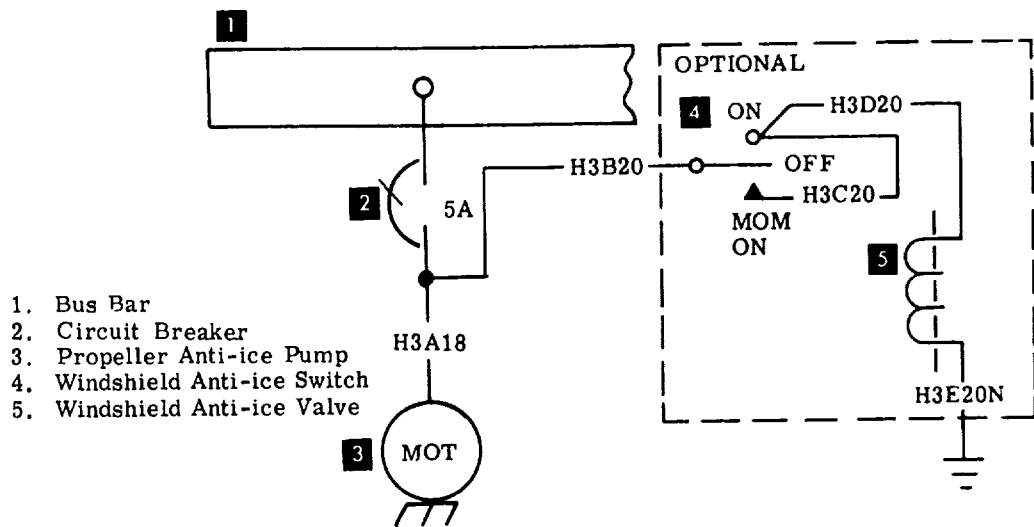 1
OPTIONAL
4 ON H3D20
H3B20 OFF
2 5A H3C20
MOM
ON
5
1. Bus Bar
2. Circuit Breaker
3. Propeller Anti-ice Pump
4. Windshield Anti-ice Switch
5. Windshield Anti-ice Valve
H3A18
H3E20N
3 MOT